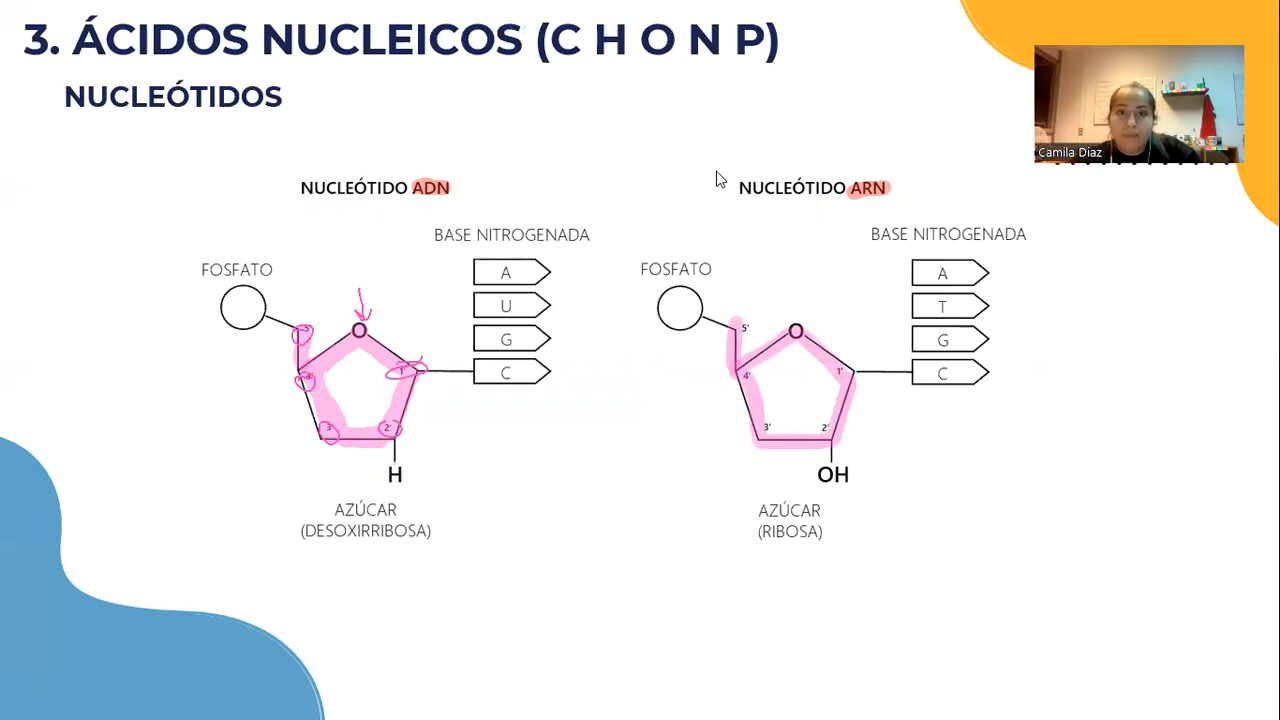 3. ÁCIDOS NUCLEICOS (C H O N P)
NUCLEÓTIDOS
Camila Diaz
NUCLEÓTIDO ADN
BASE NITROGENADA
FOSFATO
A
U
G
C
O
5'
4'
3'
2'
1'
H
AZÚCAR
(DESOXIRRIBOSA)
NUCLEÓTIDO ARN
BASE NITROGENADA
FOSFATO
A
T
G
C
O
5'
4'
3'
2'
1'
OH
AZÚCAR
(RIBOSA)